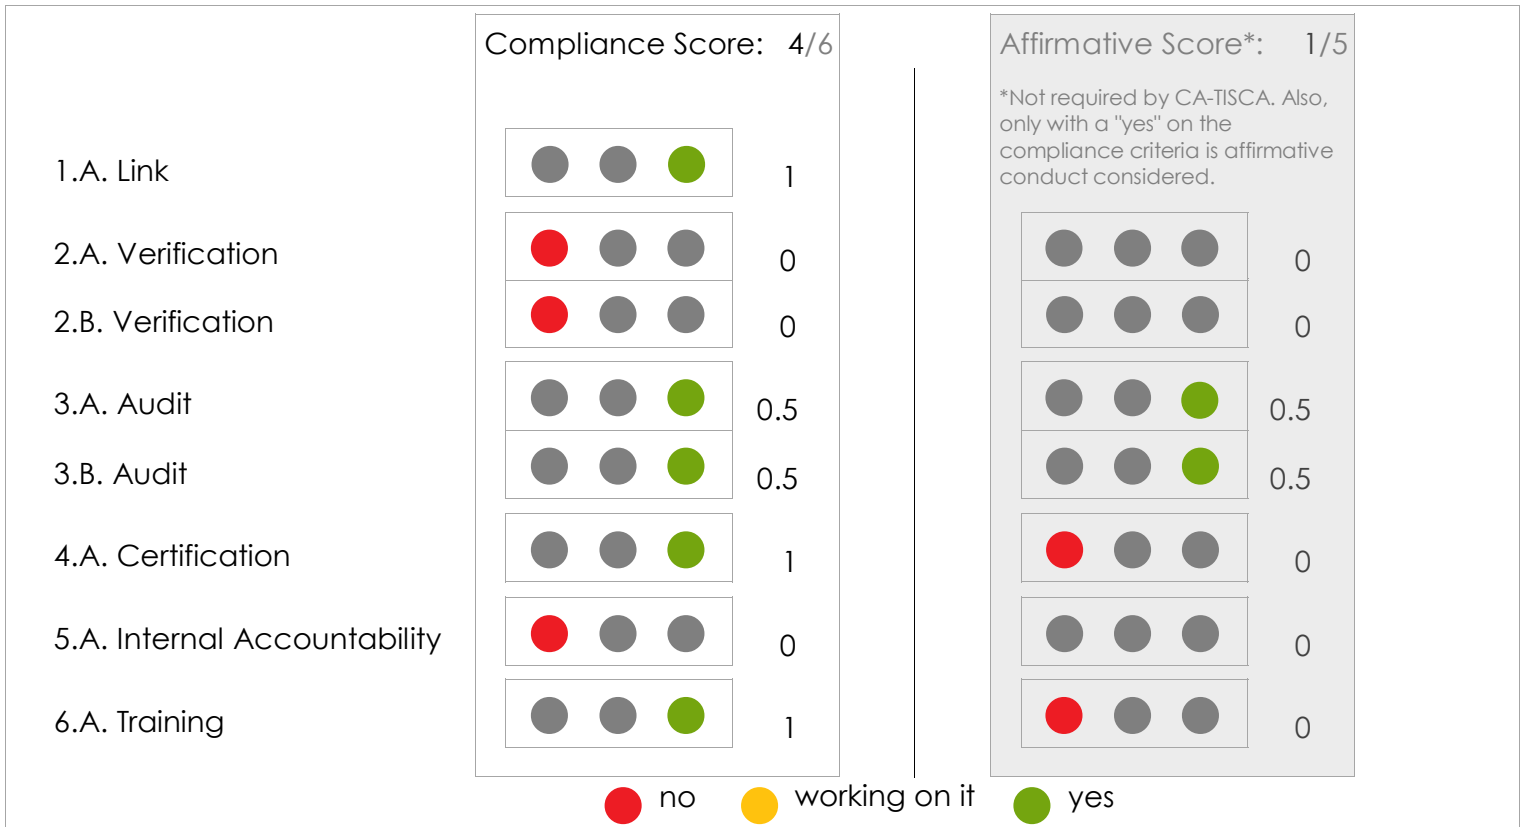 Compliance Score: 4/6
Affirmative Score*: 1/5
*Not required by CA-TISCA. Also,
only with a "yes" on the
compliance criteria is affirmative
conduct considered.
1.A. Link 1
2.A. Verification 0 0
2.B. Verification 0 0
3.A. Audit 0.5 0.5
3.B. Audit 0.5 0.5
4.A. Certification 1 0
5.A. Internal Accountability 0 0
6.A. Training 1 0
no working on it yes